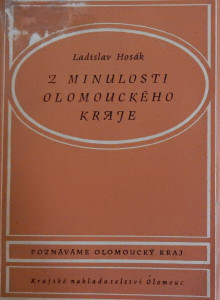 Ladislav Hosák
Z MINULOSTI
OLOMOUCKÉHO
KRAJE
POZNÁVÁME OLOMOUCKÝ KRAJ
Krajské nakladatelství Olomouc